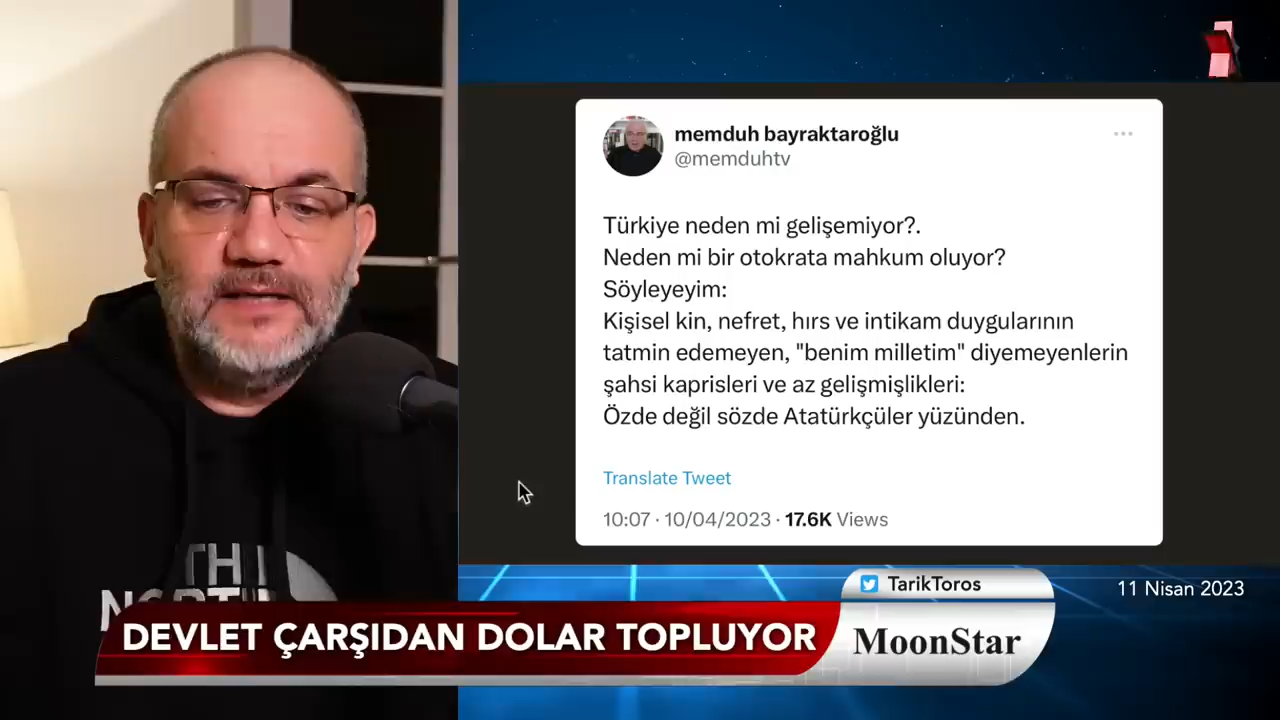 memduh bayraktaroğlu
@memduhtv
Türkiye neden mi gelişemiyor?.
Neden mi bir otokrata mahkum oluyor?
Söyleyeyim:
Kişisel kin, nefret, hırs ve intikam duygularının
tatmin edemeyen, "benim milletim" diyemeyenlerin
şahsi kaprisleri ve az gelişmişlikleri:
Özde değil sözde Atatürkçüler yüzünden.
Translate Tweet
10:07 · 10/04/2023 · 17.6K Views
TarikToros
11 Nisan 2023
DEVLET ÇARŞIDAN DOLAR TOPLUYOR
MoonStar